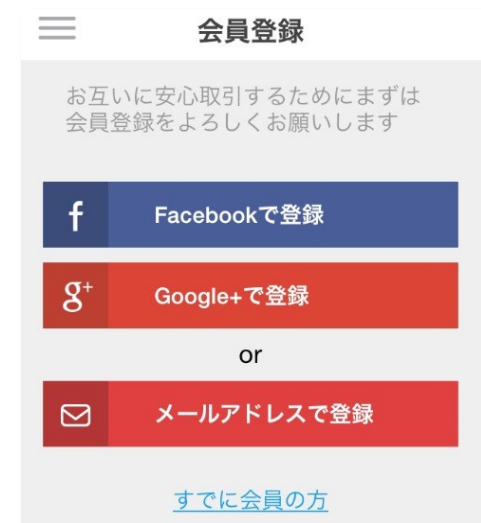 会員登録
お互いに安心取引するためにまずは
会員登録をよろしくお願いします
f Facebookで登録
g+ Google+で登録
or
メールアドレスで登録
すでに会員の方